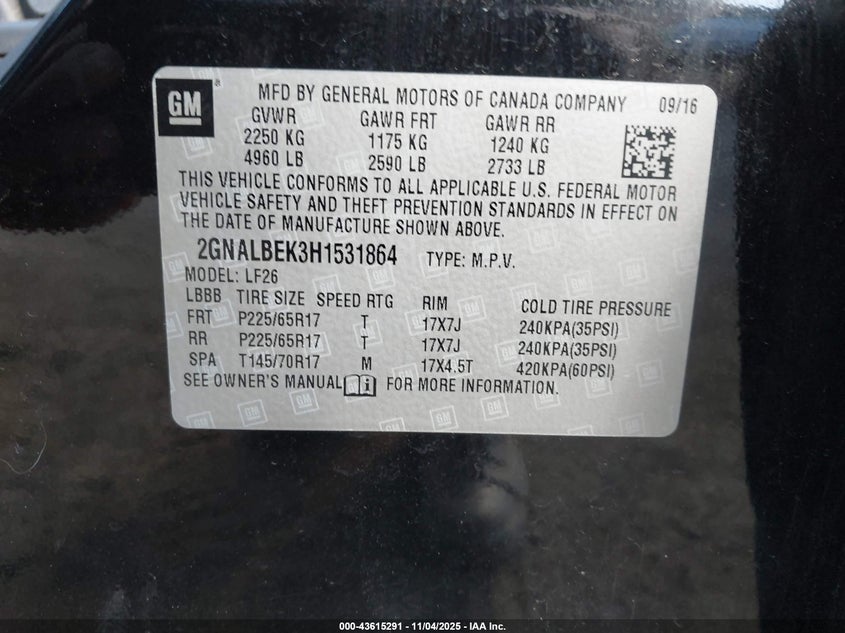 GM
MFD BY GENERAL MOTORS OF CANADA COMPANY 09/16
GVWR GAWR FRT GAWR RR
2250 KG 1175 KG 1240 KG
4960 LB 2590 LB 2733 LB
THIS VEHICLE CONFORMS TO ALL APPLICABLE U.S. FEDERAL MOTOR
VEHICLE SAFETY AND THEFT PREVENTION STANDARDS IN EFFECT ON
THE DATE OF MANUFACTURE SHOWN ABOVE.
2GNALBEK3H1531864 TYPE: M.P.V.
MODEL: LF26
LBBB TIRE SIZE SPEED RTG RIM COLD TIRE PRESSURE
FRT P225/65R17 T 17X7J 240KPA(35PSI)
RR P225/65R17 T 17X7J 240KPA(35PSI)
SPA T145/70R17 M 17X4.5T 420KPA(60PSI)
SEE OWNER'S MANUAL FOR MORE INFORMATION.
000-43615291 - 11/04/2025 - IAA Inc.